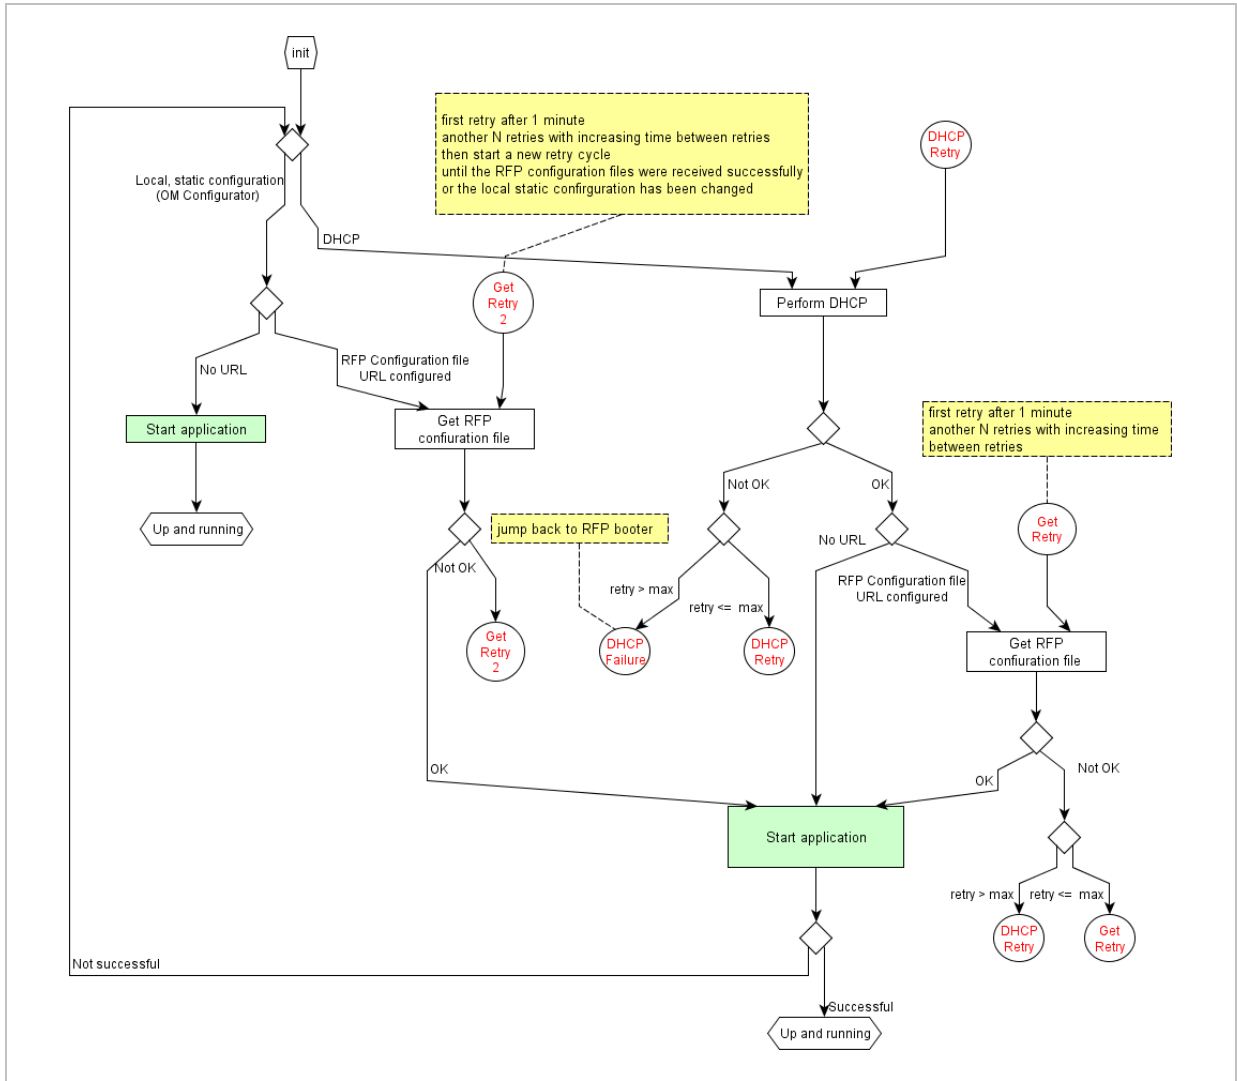 init
first retry after 1 minute
another N retries with increasing time between retries
then start a new retry cycle
until the RFP configuration files were received successfully
or the local static confirguration has been changed
DHCP
Retry
Local, static configuration
(OM Configurator)
DHCP
Get
Retry
2
Perform DHCP
No URL
RFP Configuration file
URL configured
Start application
Get RFP
confiuration file
first retry after 1 minute
another N retries with increasing time
between retries
Up and running
Not OK
jump back to RFP booter
Not OK
OK
No URL
Get
Retry
RFP Configuration file
URL configured
retry > max
retry <= max
Get
Retry
2
DHCP
Failure
DHCP
Retry
Get RFP
confiuration file
OK
OK
Not OK
Start application
retry > max
retry <= max
DHCP
Retry
Get
Retry
Not successful
Successful
Up and running